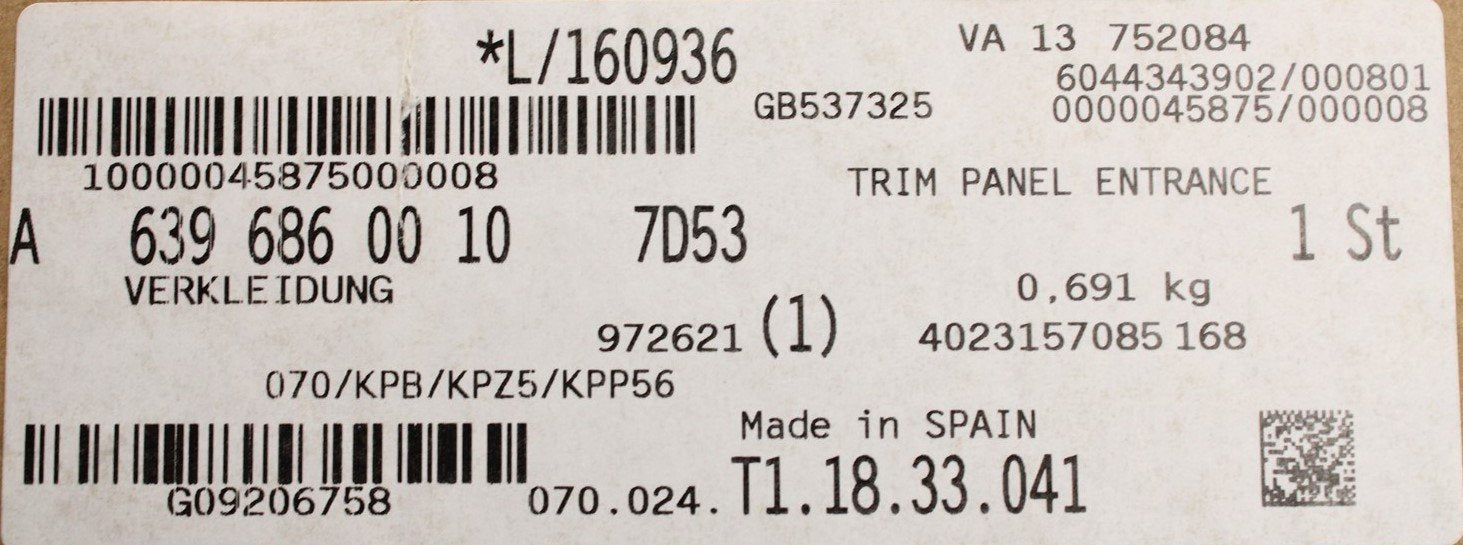 *L/160936
VA 13 752084
6044343902/000801
GB537325
0000045875/000008
10000045875000008
TRIM PANEL ENTRANCE
A 639 686 00 10 7D53
1 St
VERKLEIDUNG
0,691 kg
972621 (1) 4023157085168
070/KPB/KPZ5/KPP56
Made in SPAIN
G09206758
070.024. T1.18.33.041